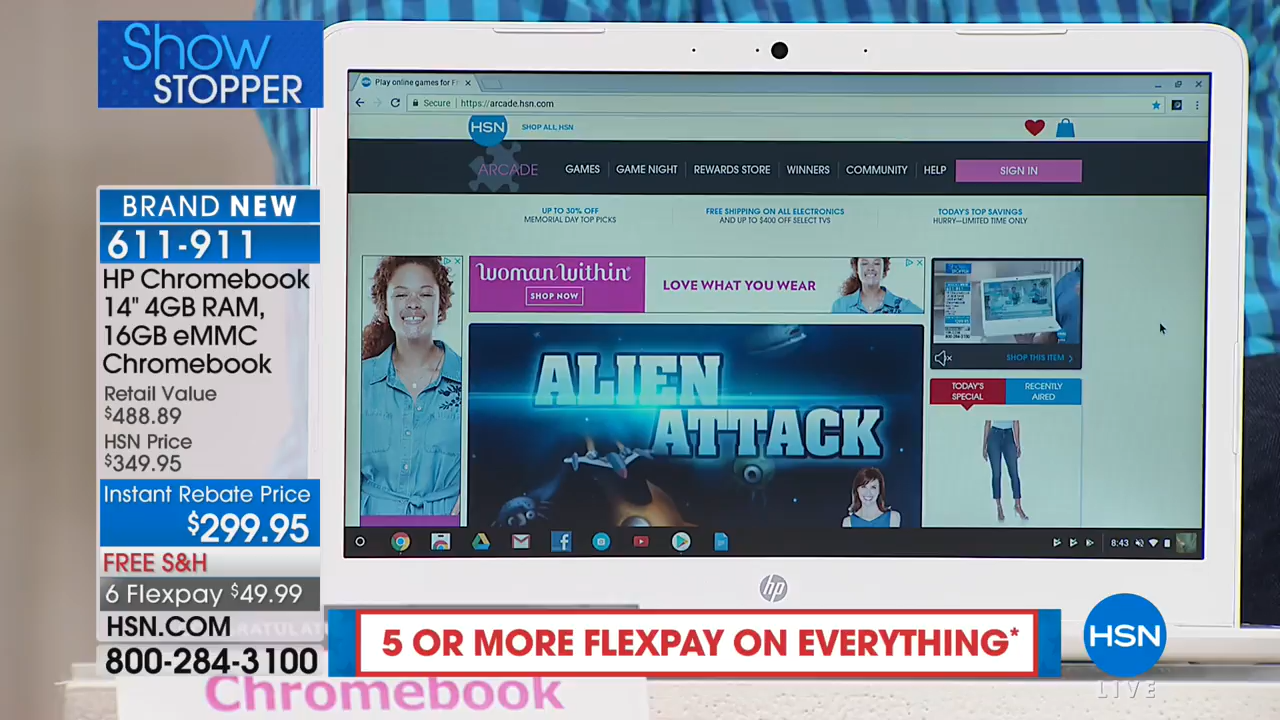 Show
STOPPER
BRAND NEW
611-911
HP Chromebook
14" 4GB RAM,
16GB eMMC
Chromebook
Retail Value
$488.89
HSN Price
$349.95
Instant Rebate Price
$299.95
FREE S&H
6 Flexpay $49.99
HSN.COM
800-284-3100
Play online games for
Secure https://arcade.hsn.com
HSN
SHOP ALL HSN
ARCADE
GAMES
GAME NIGHT
REWARDS STORE
WINNERS
COMMUNITY
HELP
SIGN IN
UP TO 30% OFF
MEMORIAL DAY TOP PICKS
FREE SHIPPING ON ALL ELECTRONICS
AND UP TO $400 OFF SELECT TVS
TODAY'S TOP SAVINGS
HURRY—LIMITED TIME ONLY
woman within
SHOP NOW
LOVE WHAT YOU WEAR
SHOP THIS ITEM
TODAY'S
SPECIAL
RECENTLY
AIRED
ALIEN
ATTACK
8:43
hp
5 OR MORE FLEXPAY ON EVERYTHING*
HSN
LIVE
Chromebook